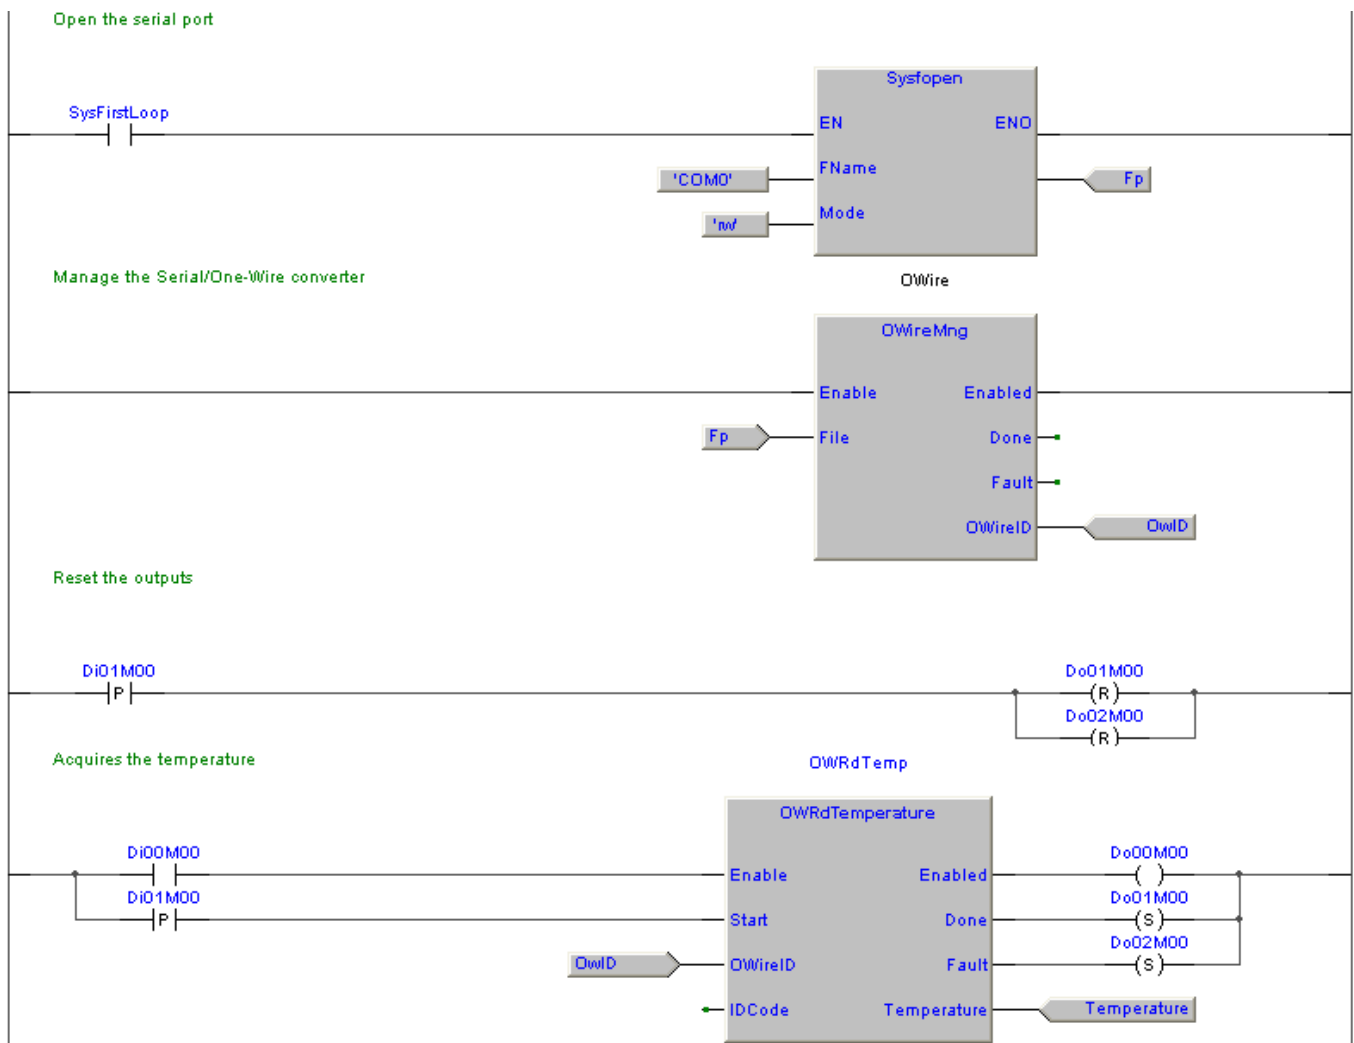 Open the serial port
Sysfopen
SysFirstLoop
EN ENO
'COM0' FName Fp
'rw' Mode
Manage the Serial/One-Wire converter
OWire
OWireMng
Enable Enabled
Fp File Done
Fault
OWireID OwID
Reset the outputs
Di01M00 Do01M00
P R
Do02M00
R
Acquires the temperature
OWRdTemp
OWRdTemperature
Di00M00 Do00M00
Enable Enabled
Di01M00 Do01M00
P Start Done S
Do02M00
OwID OWireID Fault S
IDCode Temperature Temperature